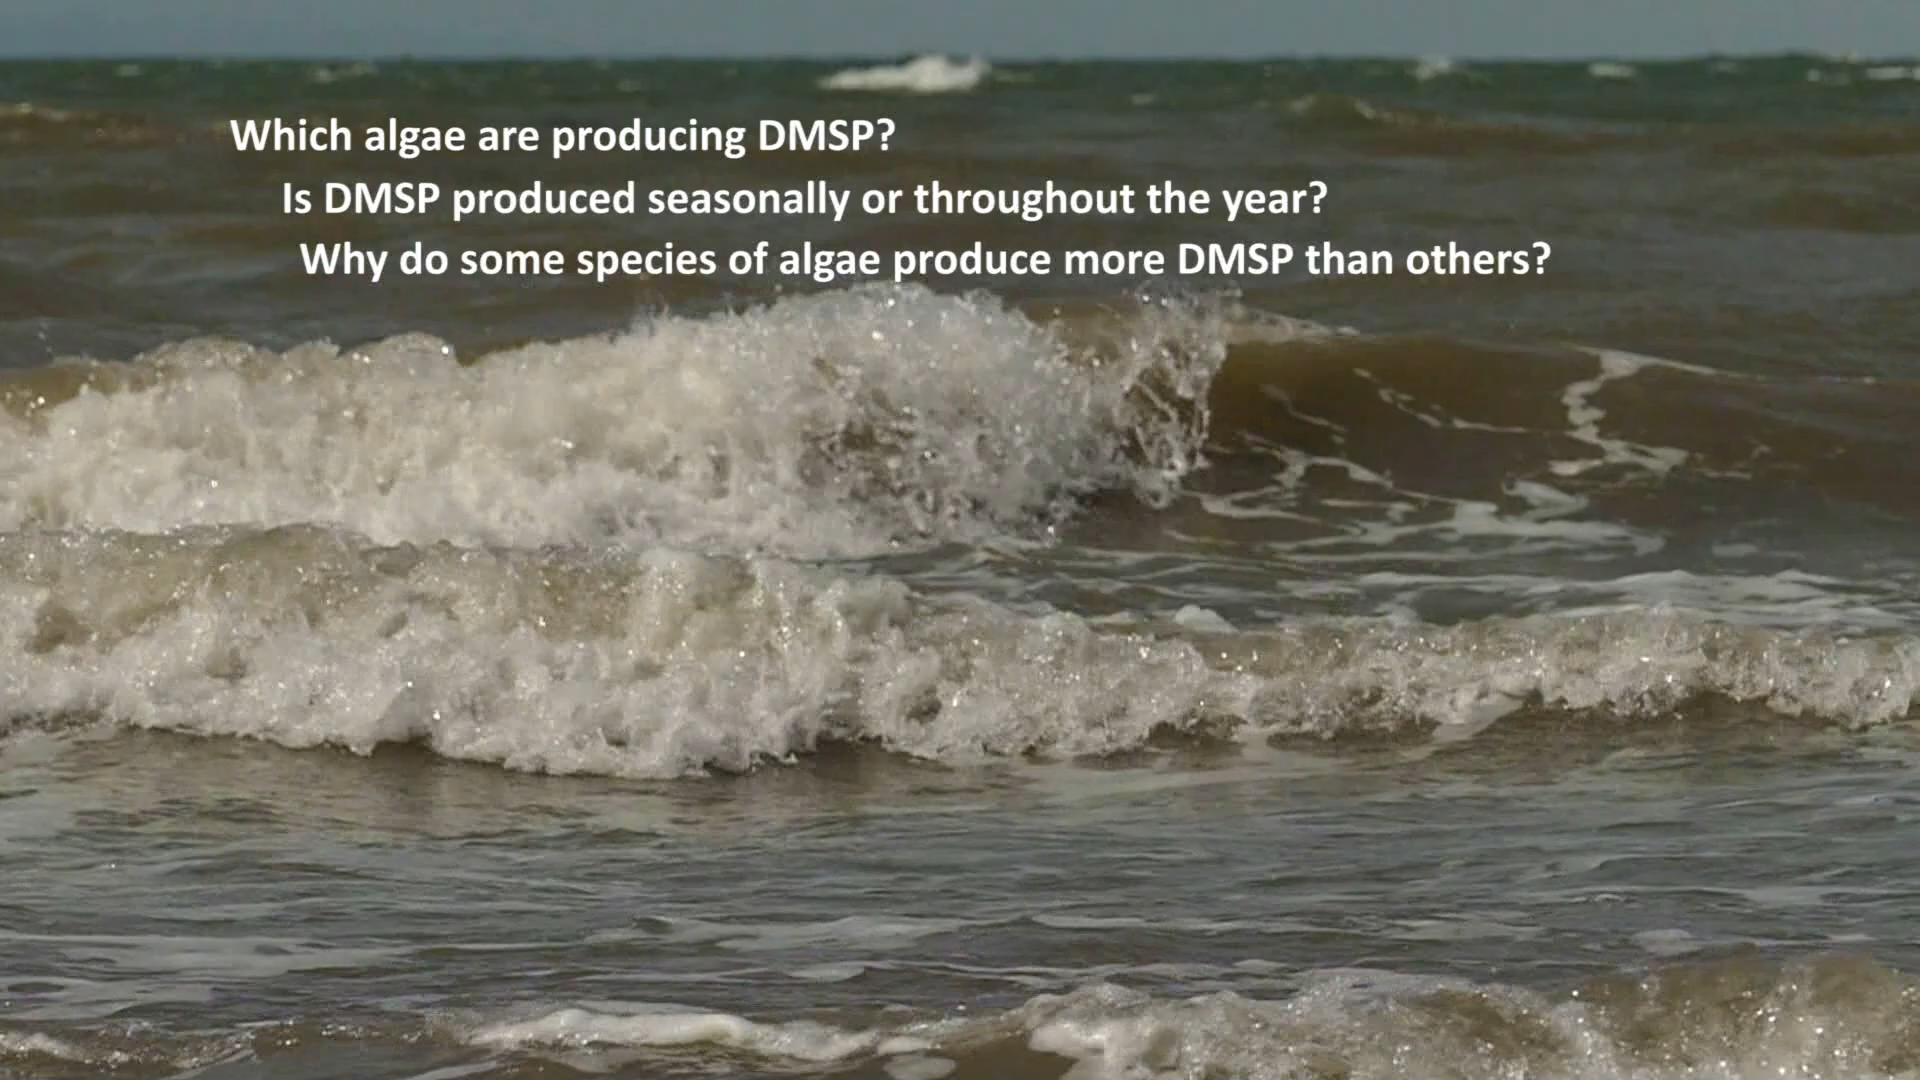 Which algae are producing DMSP?
Is DMSP produced seasonally or throughout the year?
Why do some species of algae produce more DMSP than others?